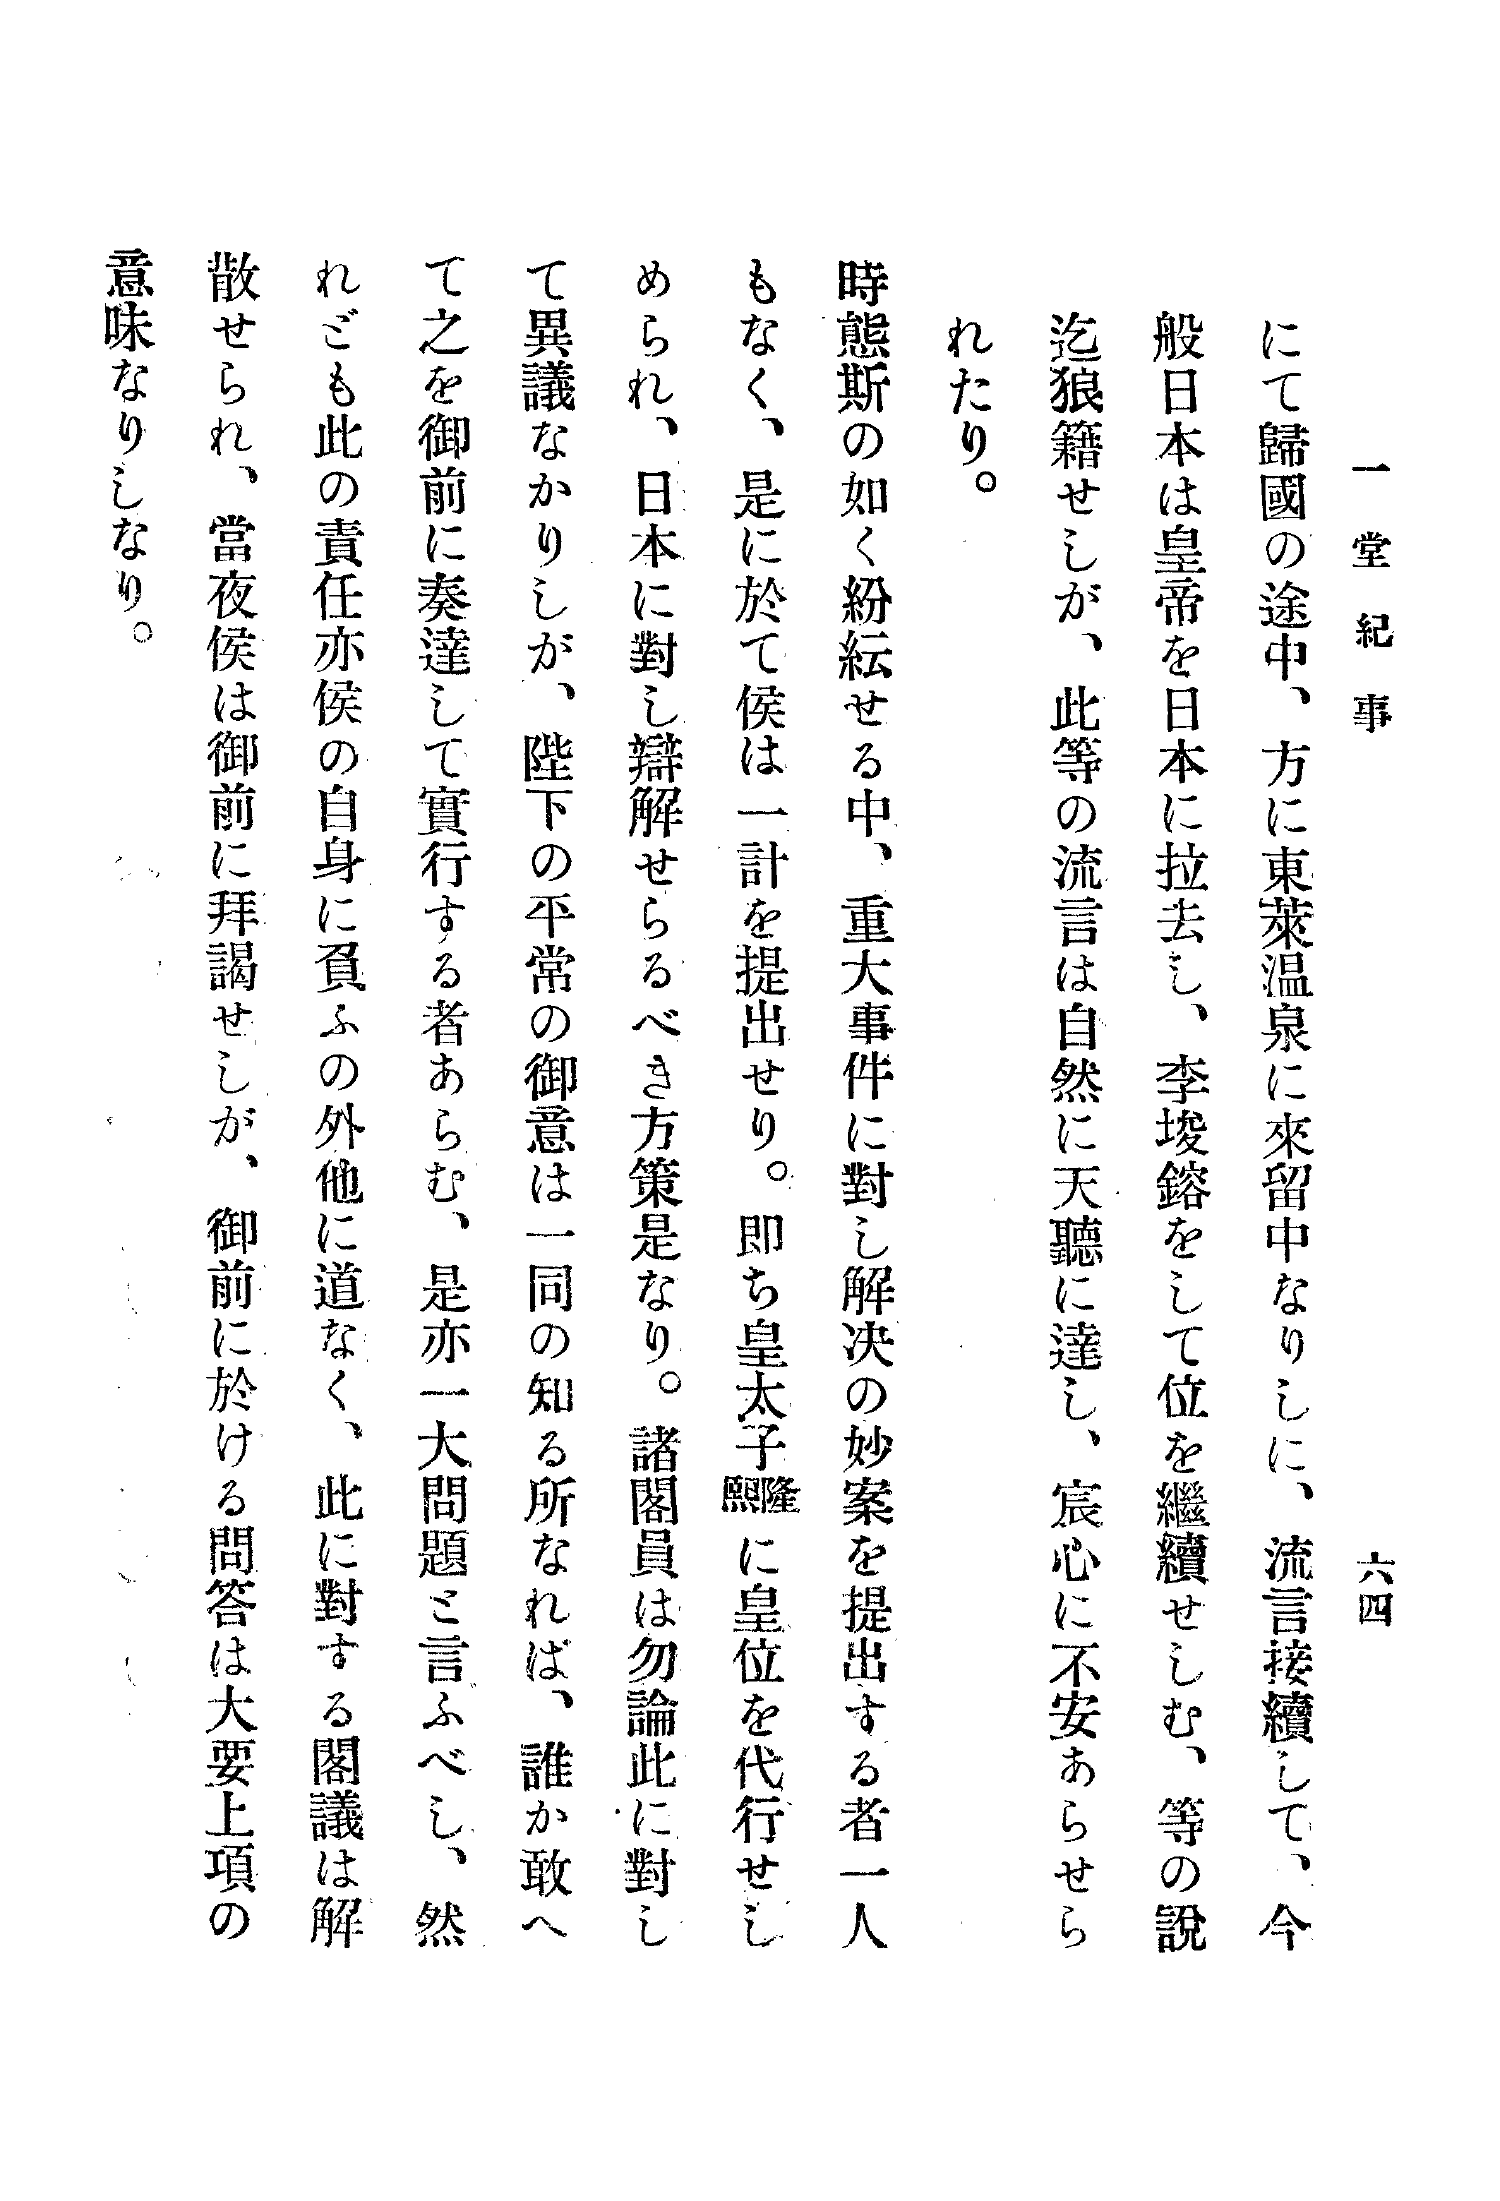 一堂紀事　六四
にて歸國の途中、方に東萊温泉に來留中なりしに、流言接續して、今
般日本は皇帝を日本に拉去し、李埈鎔をして位を繼續せしむ、等の說
迄狼籍せしが、此等の流言は自然に天聽に達し、宸心に不安あらせら
れたり。
時態斯の如く紛紜せる中、重大事件に對し解决の妙案を提出する者一人
もなく、是に於て侯は一計を提出せり。即ち皇太子隆熙に皇位を代行せし
められ、日本に對し辯解せらるべき方策是なり。諸閣員は勿論此に對し
て異議なかりしが、陛下の平常の御意は一同の知る所なれば、誰か敢へ
て之を御前に奏達して實行する者あらむ、是亦一大問題と言ふべし、然
れども此の責任亦侯の自身に負ふの外他に道なく、此に對する閣議は解
散せられ、當夜侯は御前に拜謁せしが、御前に於ける問答は大要上項の
意味なりしなり。